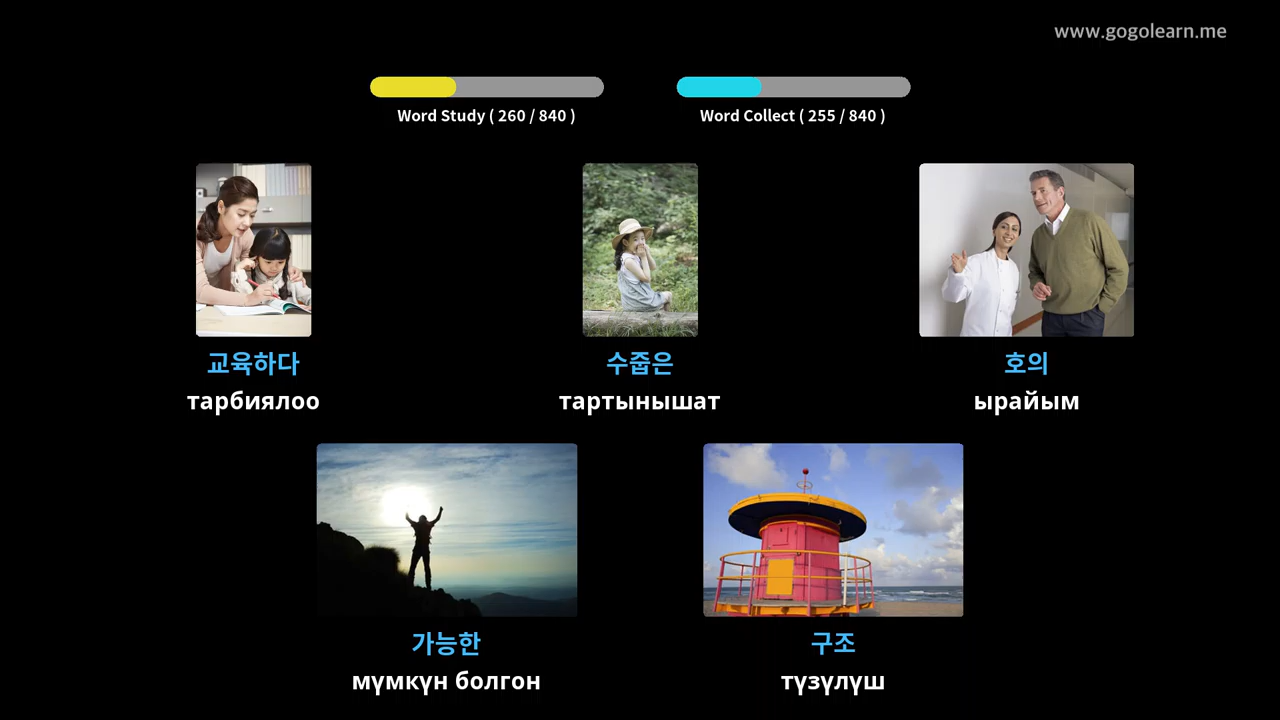 www.gogolearn.me
Word Study ( 260 / 840 )
Word Collect ( 255 / 840 )
교육하다
тарбиялоо
수줍은
тартынышат
호의
ырайым
가능한
мүмкүн болгон
구조
түзүлүш